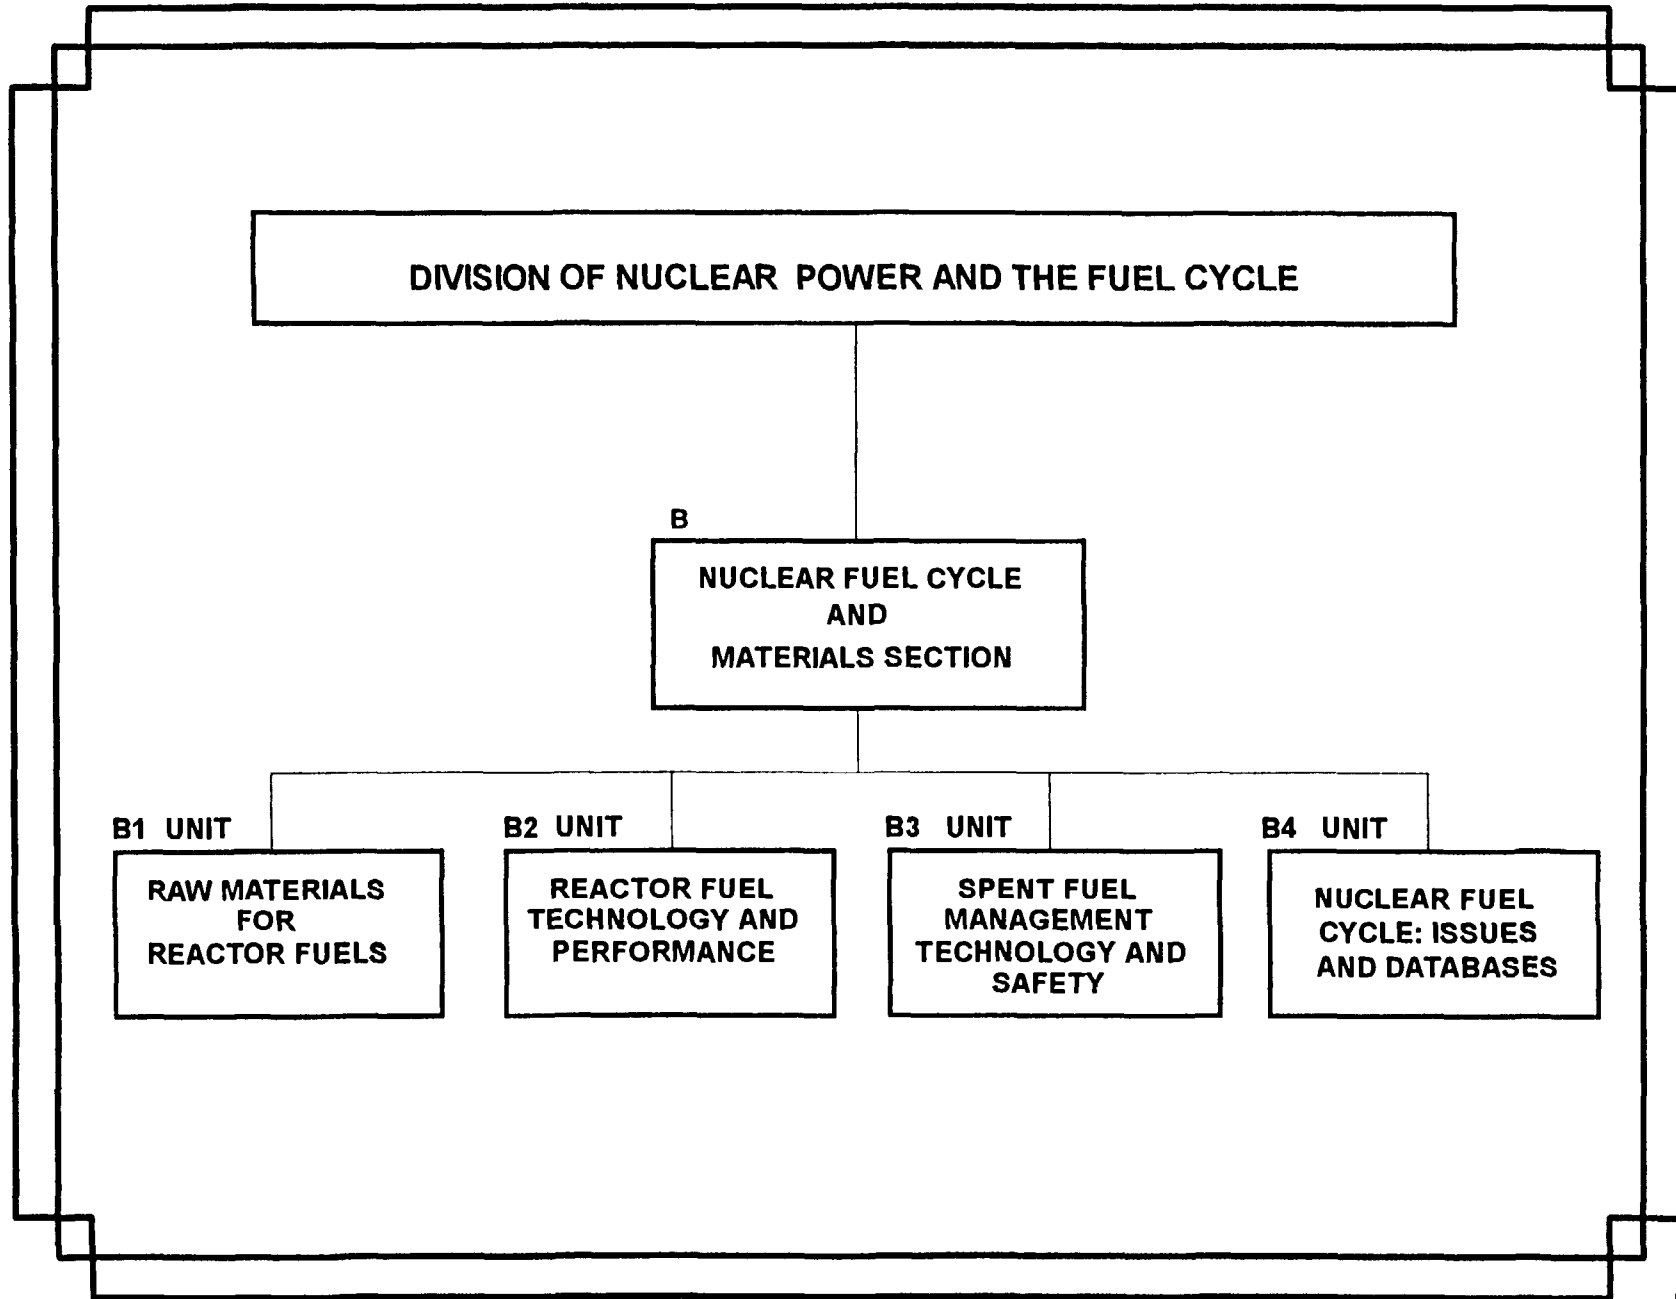 DIVISION OF NUCLEAR POWER AND THE FUEL CYCLE
B
NUCLEAR FUEL CYCLE
AND
MATERIALS SECTION
B1 UNIT
RAW MATERIALS
FOR
REACTOR FUELS
B2 UNIT
REACTOR FUEL
TECHNOLOGY AND
PERFORMANCE
B3 UNIT
SPENT FUEL
MANAGEMENT
TECHNOLOGY AND
SAFETY
B4 UNIT
NUCLEAR FUEL
CYCLE: ISSUES
AND DATABASES